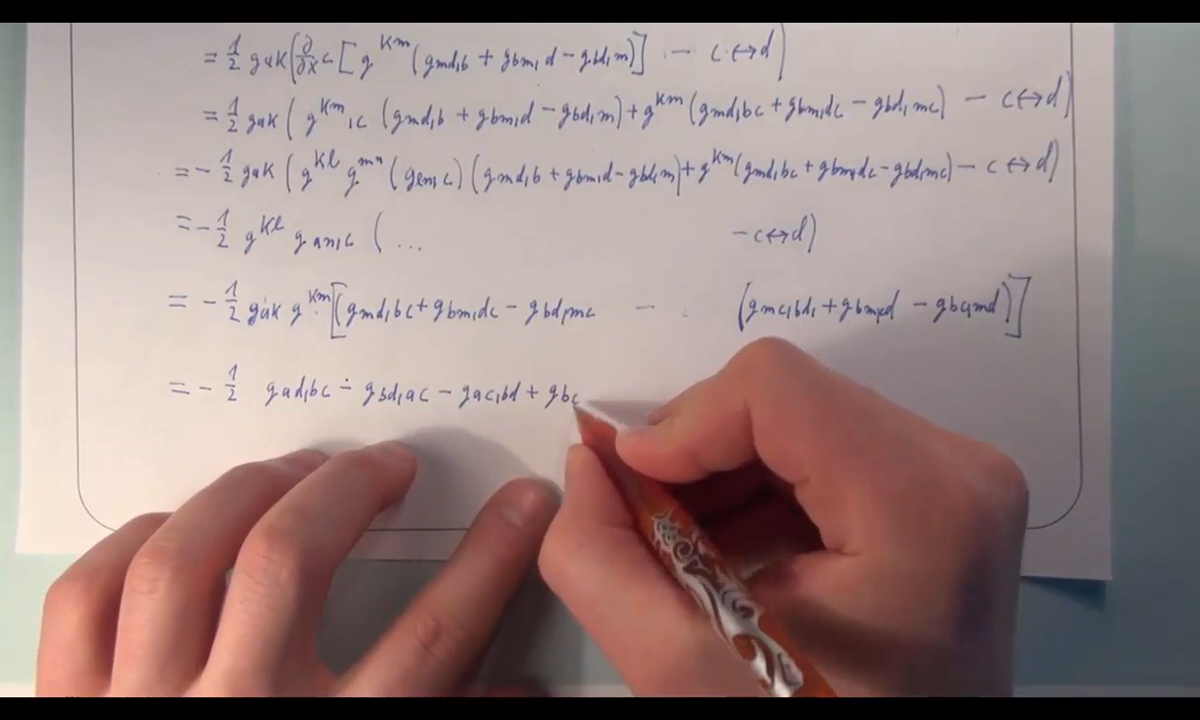 = 1/2 gak(∂/∂x^c [g^km (gmd,b + gbm,d − gbd,m)] − c↔d)
= 1/2 gak( g^km,c (gmd,b + gbm,d − gbd,m) + g^km (gmd,bc + gbm,dc − gbd,mc) − c↔d)
= − 1/2 gak ( g^kl g^mn (gln,c) (gmd,b + gbm,d − gbd,m) + g^km (gmd,bc + gbm,dc − gbd,mc) − c↔d)
= − 1/2 g^kl gan,c (... − c↔d)
= − 1/2 gak g^km · [(gmd,bc + gbm,dc − gbd,mc − (gmc,bd + gbm,cd − gbc,md)]
= − 1/2 gad,bc − gbd,ac − gac,bd + gbc